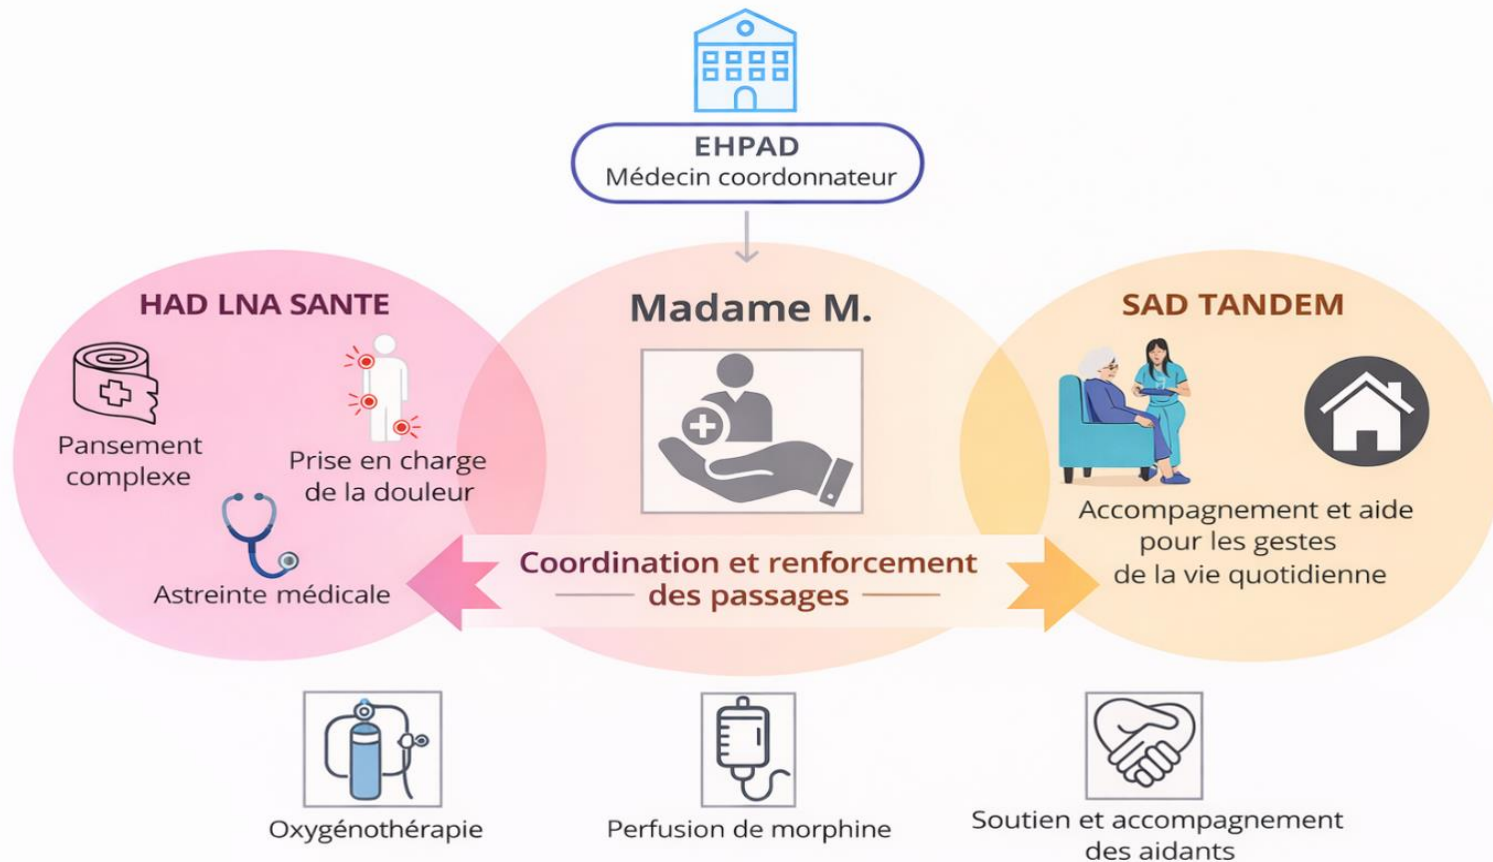 EHPAD
Médecin coordonnateur
HAD LNA SANTE
Madame M.
SAD TANDEM
Pansement
complexe
Prise en charge
de la douleur
Astreinte médicale
Coordination et renforcement
des passages
Accompagnement et aide
pour les gestes
de la vie quotidienne
Oxygénothérapie
Perfusion de morphine
Soutien et accompagnement
des aidants